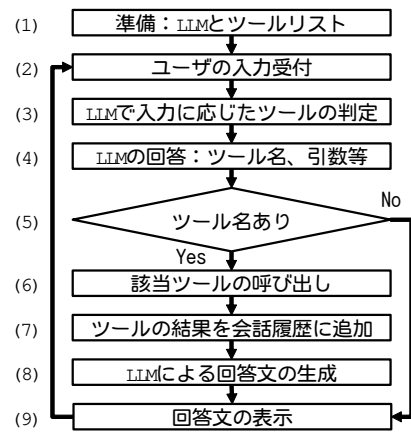 (1) 準備：LLMとツールリスト
(2) ユーザの入力受付
(3) LLMで入力に応じたツールの判定
(4) LLMの回答：ツール名、引数等
No
(5) ツール名あり
Yes
(6) 該当ツールの呼び出し
(7) ツールの結果を会話履歴に追加
(8) LLMによる回答文の生成
(9) 回答文の表示